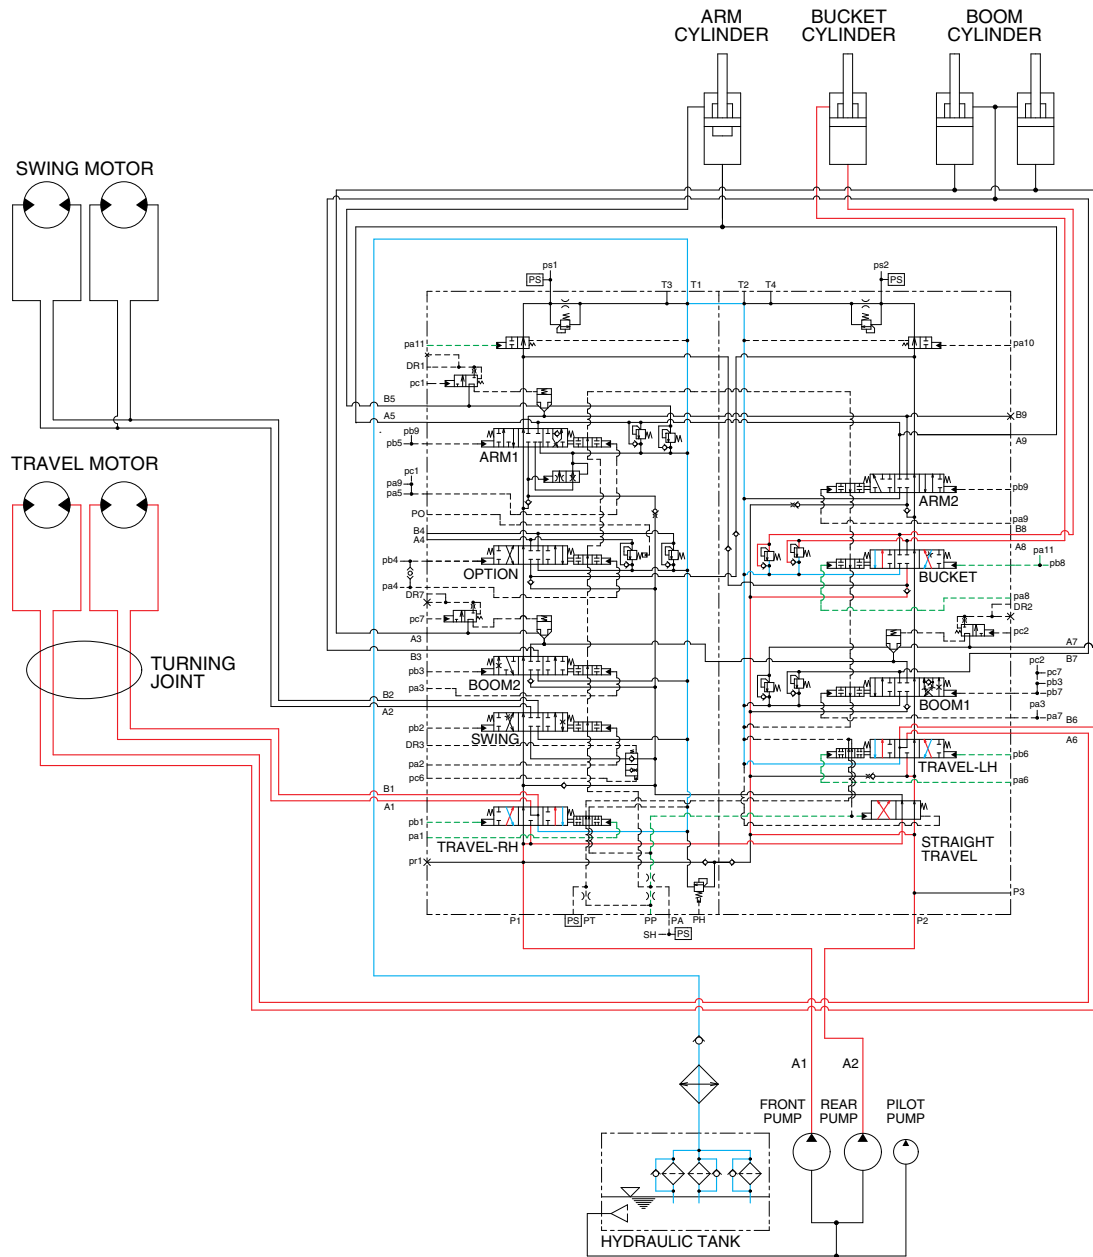 ARM
CYLINDER
BUCKET
CYLINDER
BOOM
CYLINDER
SWING MOTOR
TRAVEL MOTOR
TURNING
JOINT
ps1
PS
T3
T1
T2
T4
ps2
PS
pa11
DR1
pc1
B5
A5
pb9
pb5
ARM1
pc1
pa9
pa5
PO
B4
A4
pb4
OPTION
pa4
DR7
pc7
A3
B3
pb3
BOOM2
pa3
B2
A2
pb2
SWING
DR3
pa2
pc6
B1
A1
pb1
pa1
TRAVEL-RH
pr1
pa10
B9
A9
pb9
ARM2
pa9
B8
A8
pa11
pb8
BUCKET
pa8
DR2
pc2
A7
B7
pc2
pc7
pb3
pb7
BOOM1
pa3
pa7
B6
A6
pb6
TRAVEL-LH
pa6
STRAIGHT
TRAVEL
P3
P1
PS
PT
PP
PA
PH
P2
SH
PS
A1
A2
FRONT
PUMP
REAR
PUMP
PILOT
PUMP
HYDRAULIC TANK